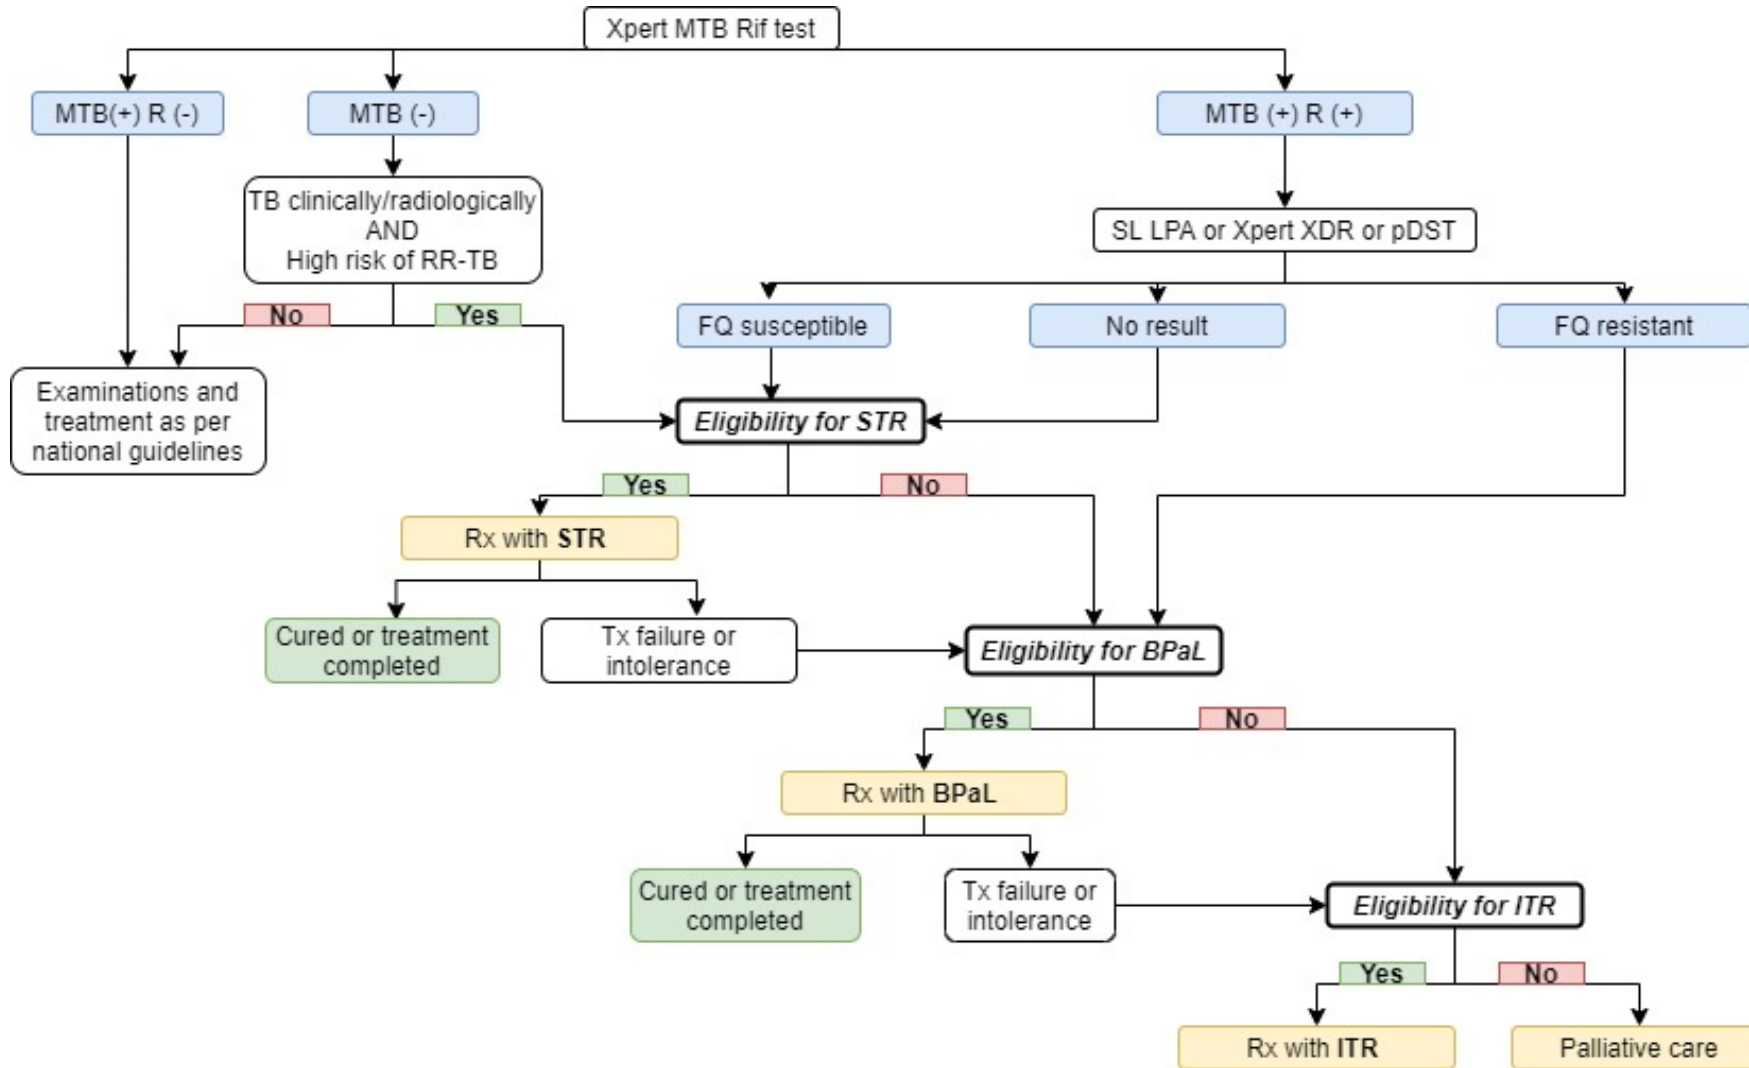 Xpert MTB Rif test
MTB(+) R (-)
MTB (-)
MTB (+) R (+)
TB clinically/radiologically
AND
High risk of RR-TB
SL LPA or Xpert XDR or pDST
No
Yes
FQ susceptible
No result
FQ resistant
Examinations and
treatment as per
national guidelines
Eligibility for STR
Yes
No
Rx with STR
Cured or treatment
completed
Tx failure or
intolerance
Eligibility for BPaL
Yes
No
Rx with BPaL
Cured or treatment
completed
Tx failure or
intolerance
Eligibility for ITR
Yes
No
Rx with ITR
Palliative care